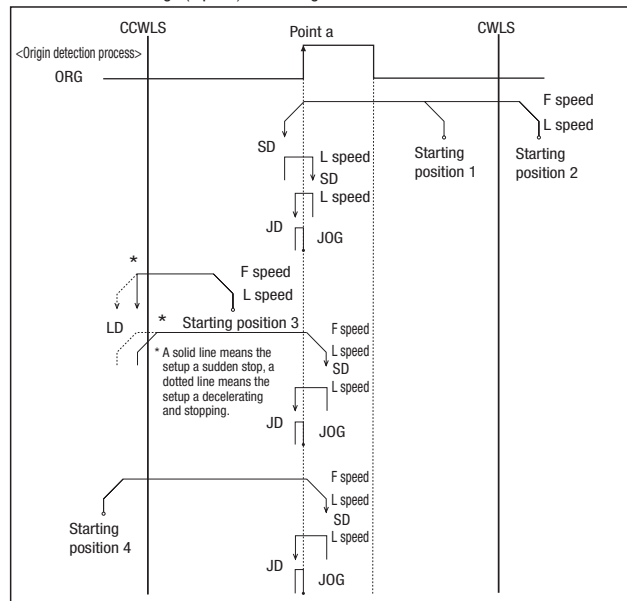 CCWLS
Point a
CWLS
<Origin detection process>
ORG
F speed
L speed
SD
L speed
SD
L speed
JD
JOG
Starting
position 1
Starting
position 2
*
F speed
L speed
LD
*
Starting position 3
* A solid line means the
setup a sudden stop, a
dotted line means the
setup a decelerating
and stopping.
F speed
L speed
SD
L speed
JD
JOG
F speed
L speed
SD
Starting
position 4
L speed
JD
JOG